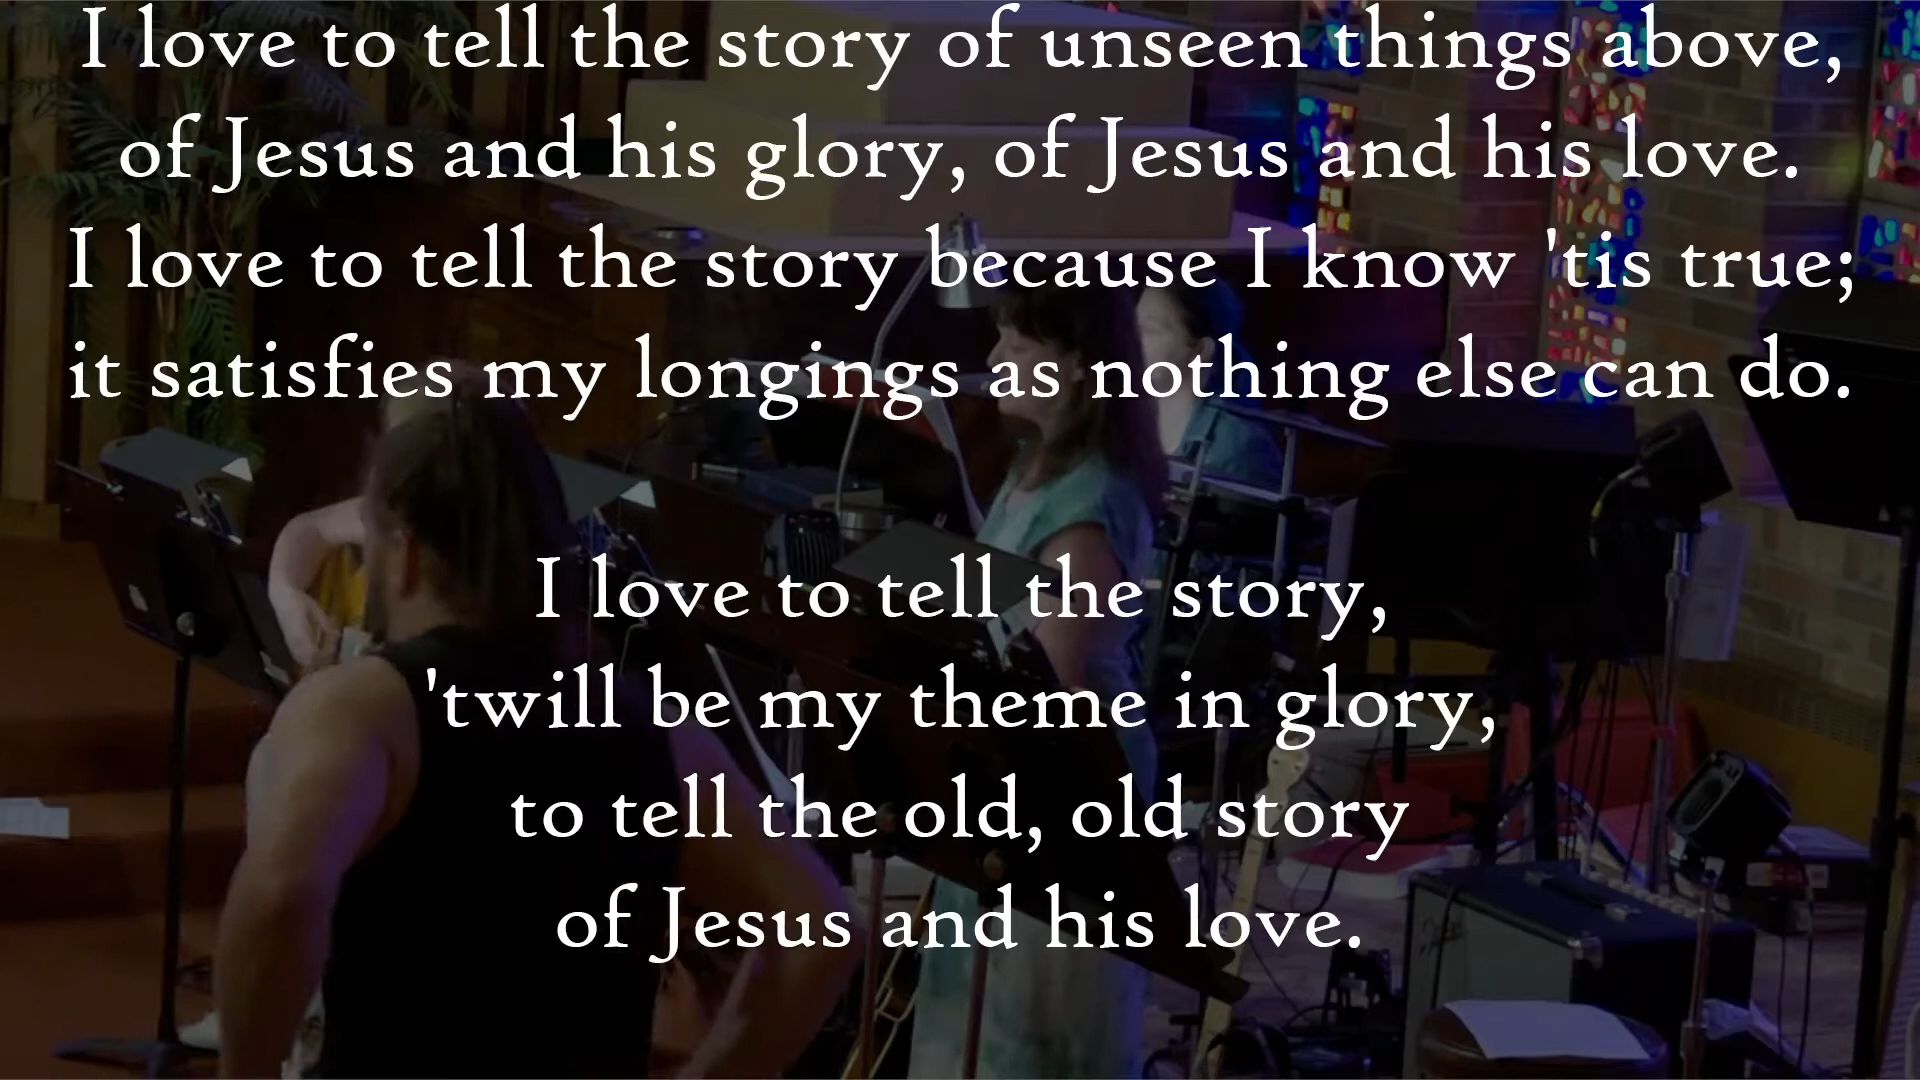 I love to tell the story of unseen things above,
of Jesus and his glory, of Jesus and his love.
I love to tell the story because I know 'tis true;
it satisfies my longings as nothing else can do.
I love to tell the story,
'twill be my theme in glory,
to tell the old, old story
of Jesus and his love.